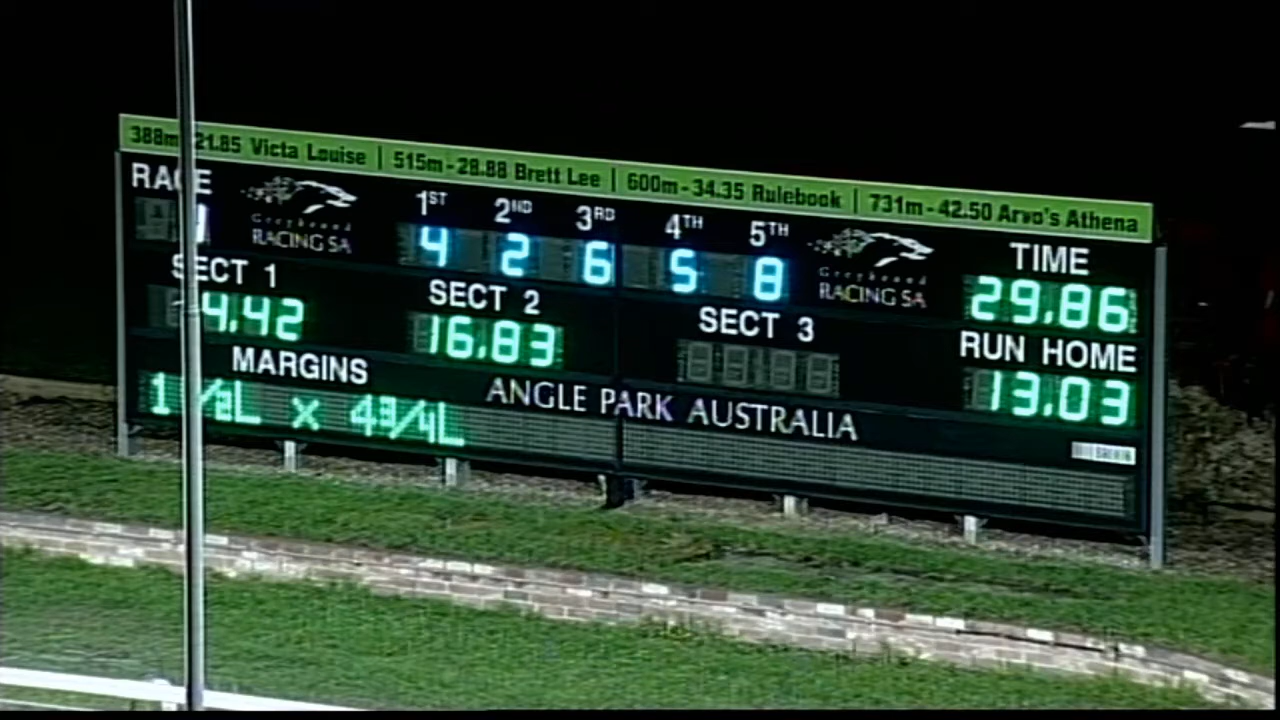 388m 21.85 Victa Louise | 515m-28.88 Brett Lee | 600m-34.35 Rulebook | 731m-42.50 Arvo's Athena
RACE
1
Greyhound
RACING SA
1ST 2ND 3RD 4TH 5TH
4 2 6 5 8
Greyhound
RACING SA
TIME
29.86
SECT 1
4.42
SECT 2
16.83
SECT 3
RUN HOME
13.03
MARGINS
1 /2L x 43/4L
ANGLE PARK AUSTRALIA